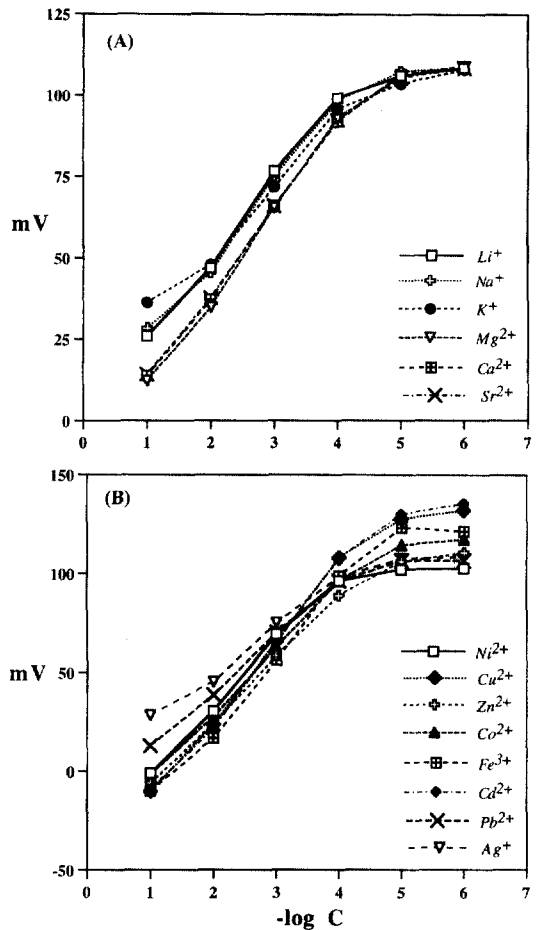 (A)
125
100
75
50
25
0
mV
0 1 2 3 4 5 6 7
Li+
Na+
K+
Mg2+
Ca2+
Sr2+
(B)
150
100
50
0
-50
mV
0 1 2 3 4 5 6 7
-log C
Ni2+
Cu2+
Zn2+
Co2+
Fe3+
Cd2+
Pb2+
Ag+